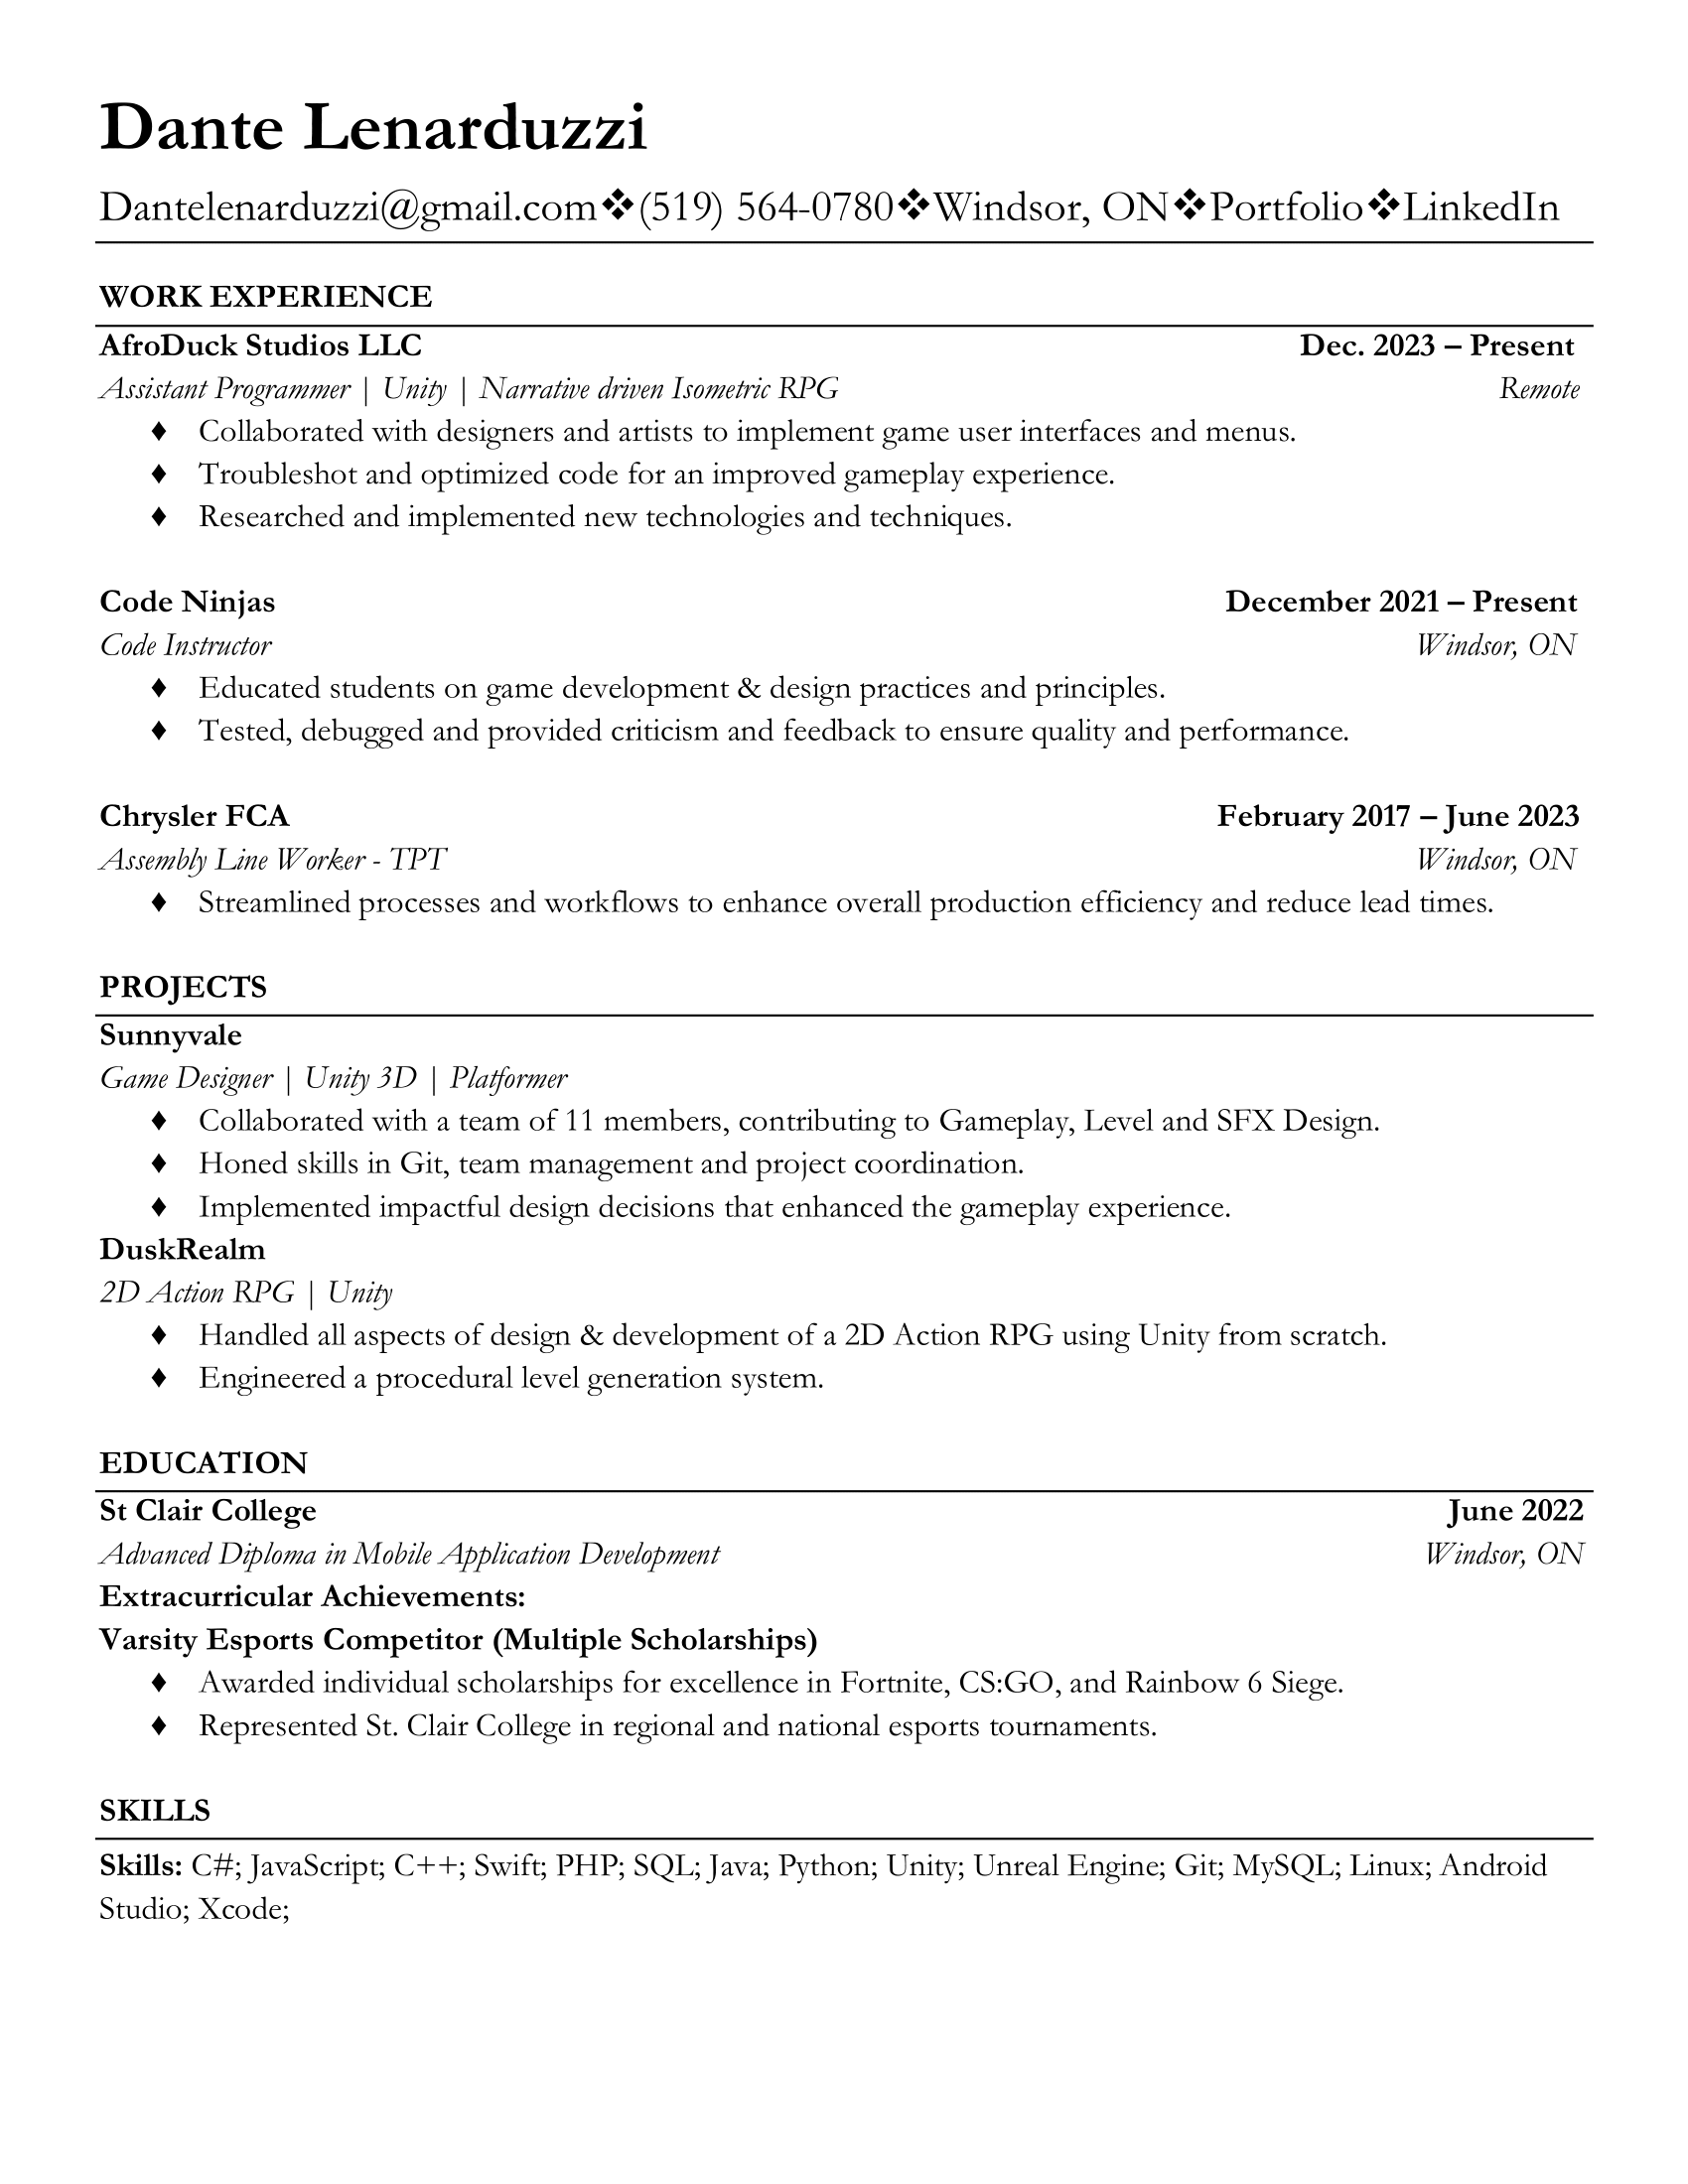 Dante Lenarduzzi
Dantelenarduzzi@gmail.com❖(519) 564-0780❖Windsor, ON❖Portfolio❖LinkedIn
WORK EXPERIENCE
AfroDuck Studios LLC Dec. 2023 – Present
Assistant Programmer | Unity | Narrative driven Isometric RPG Remote
♦ Collaborated with designers and artists to implement game user interfaces and menus.
♦ Troubleshot and optimized code for an improved gameplay experience.
♦ Researched and implemented new technologies and techniques.
Code Ninjas December 2021 – Present
Code Instructor Windsor, ON
♦ Educated students on game development & design practices and principles.
♦ Tested, debugged and provided criticism and feedback to ensure quality and performance.
Chrysler FCA February 2017 – June 2023
Assembly Line Worker - TPT Windsor, ON
♦ Streamlined processes and workflows to enhance overall production efficiency and reduce lead times.
PROJECTS
Sunnyvale
Game Designer | Unity 3D | Platformer
♦ Collaborated with a team of 11 members, contributing to Gameplay, Level and SFX Design.
♦ Honed skills in Git, team management and project coordination.
♦ Implemented impactful design decisions that enhanced the gameplay experience.
DuskRealm
2D Action RPG | Unity
♦ Handled all aspects of design & development of a 2D Action RPG using Unity from scratch.
♦ Engineered a procedural level generation system.
EDUCATION
St Clair College June 2022
Advanced Diploma in Mobile Application Development Windsor, ON
Extracurricular Achievements:
Varsity Esports Competitor (Multiple Scholarships)
♦ Awarded individual scholarships for excellence in Fortnite, CS:GO, and Rainbow 6 Siege.
♦ Represented St. Clair College in regional and national esports tournaments.
SKILLS
Skills: C#; JavaScript; C++; Swift; PHP; SQL; Java; Python; Unity; Unreal Engine; Git; MySQL; Linux; Android
Studio; Xcode;